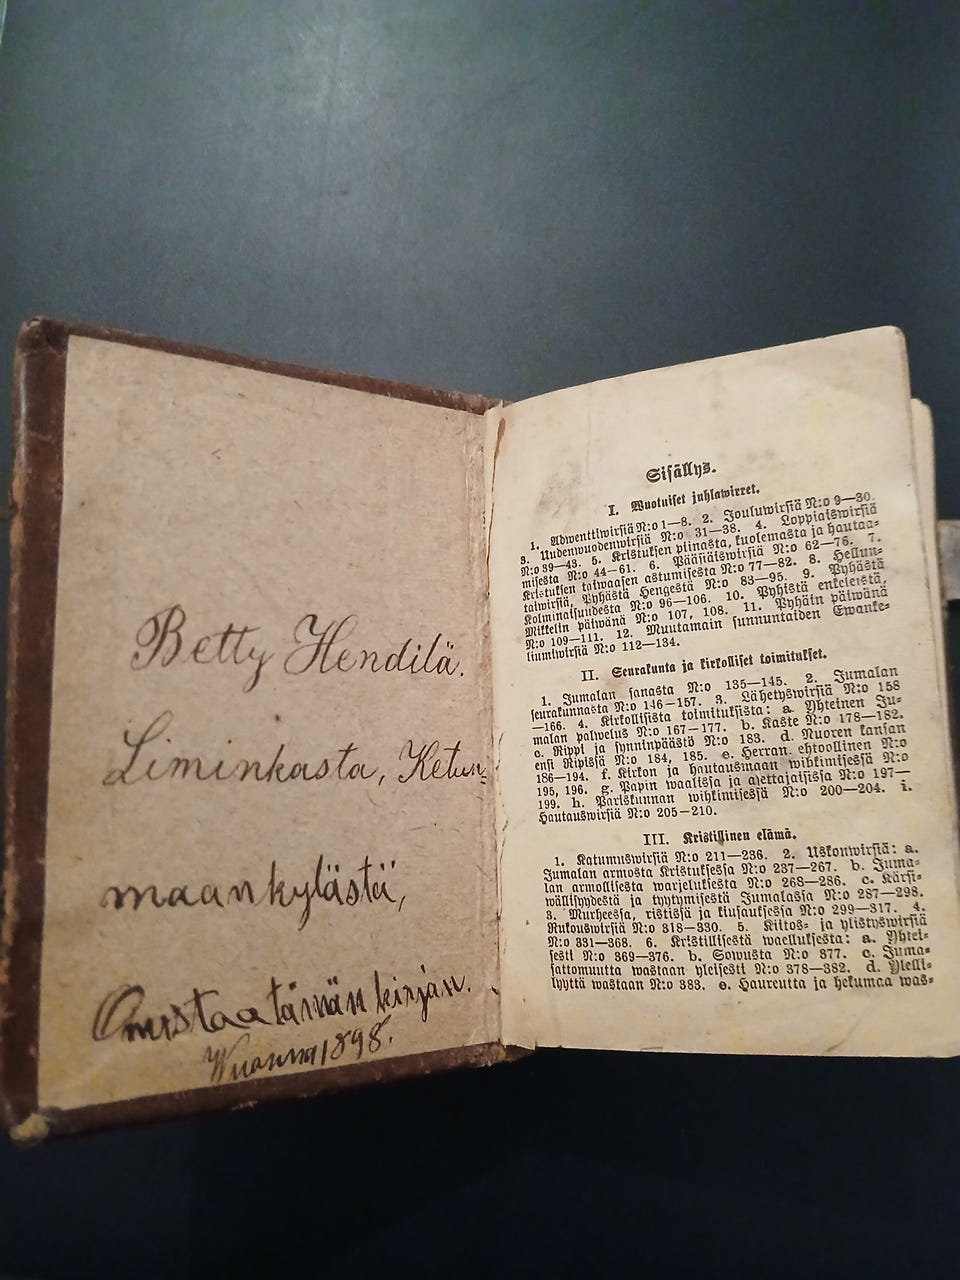 Betty Hendilä.
Liminkasta, Ketun-
maankylästä,
Omistaa tämän kirjan.
Wuonna 1898.
Sisällys.
I. Wuotuiset juhlawirret.
1. Adwenttiwirsiä N:o 1—8. 2. Jouluwirsiä N:o 9—30.
3. Uudenwuodenwirsiä N:o 31—38. 4. Loppiaiswirsiä
N:o 39—43. 5. Kristuksen piinasta, kuolemasta ja hautaa-
misesta N:o 44—61. 6. Pääsiäiswirsiä N:o 62—76. 7.
Kristuksen taiwaasen astumisesta N:o 77—82. 8. Hellun-
taiwirsiä, Pyhästä Hengestä N:o 83—95. 9. Pyhästä
Kolminaisuudesta N:o 96—106. 10. Pyhistä enkeleistä,
Mikkelin päiwänä N:o 107, 108. 11. Pyhäin päiwänä
N:o 109—111. 12. Muutamain sunnuntaiden Ewanke-
liumiwirsiä N:o 112—134.
II. Seurakunta ja kirkolliset toimitukset.
1. Jumalan sanasta N:o 135—145. 2. Jumalan
seurakunnasta N:o 146—157. 3. Lähetyswirsiä N:o 158
—166. 4. Kirkollisista toimituksista: a. Yhteinen Ju-
malan palwelus N:o 167—177. b. Kaste N:o 178—182.
c. Rippi ja synninpäästö N:o 183. d. Nuoren kansan
ensi Ripissä N:o 184, 185. e. Herran ehtoollinen N:o
186—194. f. Kirkon ja hautausmaan wihkimisessä N:o
195, 196. g. Papin waalissa ja asettajaisissa N:o 197—
199. h. Pariskunnan wihkimisessä N:o 200—204. i.
Hautauswirsiä N:o 205—210.
III. Kristillinen elämä.
1. Katumuswirsiä N:o 211—236. 2. Uskonwirsiä: a.
Jumalan armosta Kristuksessa N:o 237—267. b. Juma-
lan armollisesta warjeluksesta N:o 268—286. c. Kärsi-
wällisyydestä ja tyytymisestä Jumalassa N:o 287—298.
3. Murheessa, ristissä ja kiusauksessa N:o 299—317. 4.
Rukouswirsiä N:o 318—330. 5. Kiitos- ja ylistyswirsiä
N:o 331—368. 6. Kristillisestä waelluksesta: a. Yhtei-
sesti N:o 369—376. b. Sowusta N:o 377. c. Juma-
sattomuutta wastaan yleisesti N:o 378—382. d. Ylelli-
syyttä wastaan N:o 383. e. Haureutta ja hekumaa was-